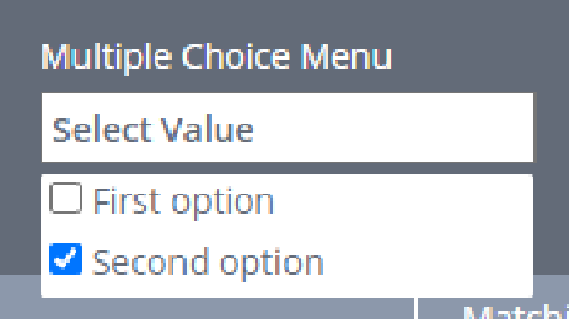 Multiple Choice Menu
Select Value
First option
Second option